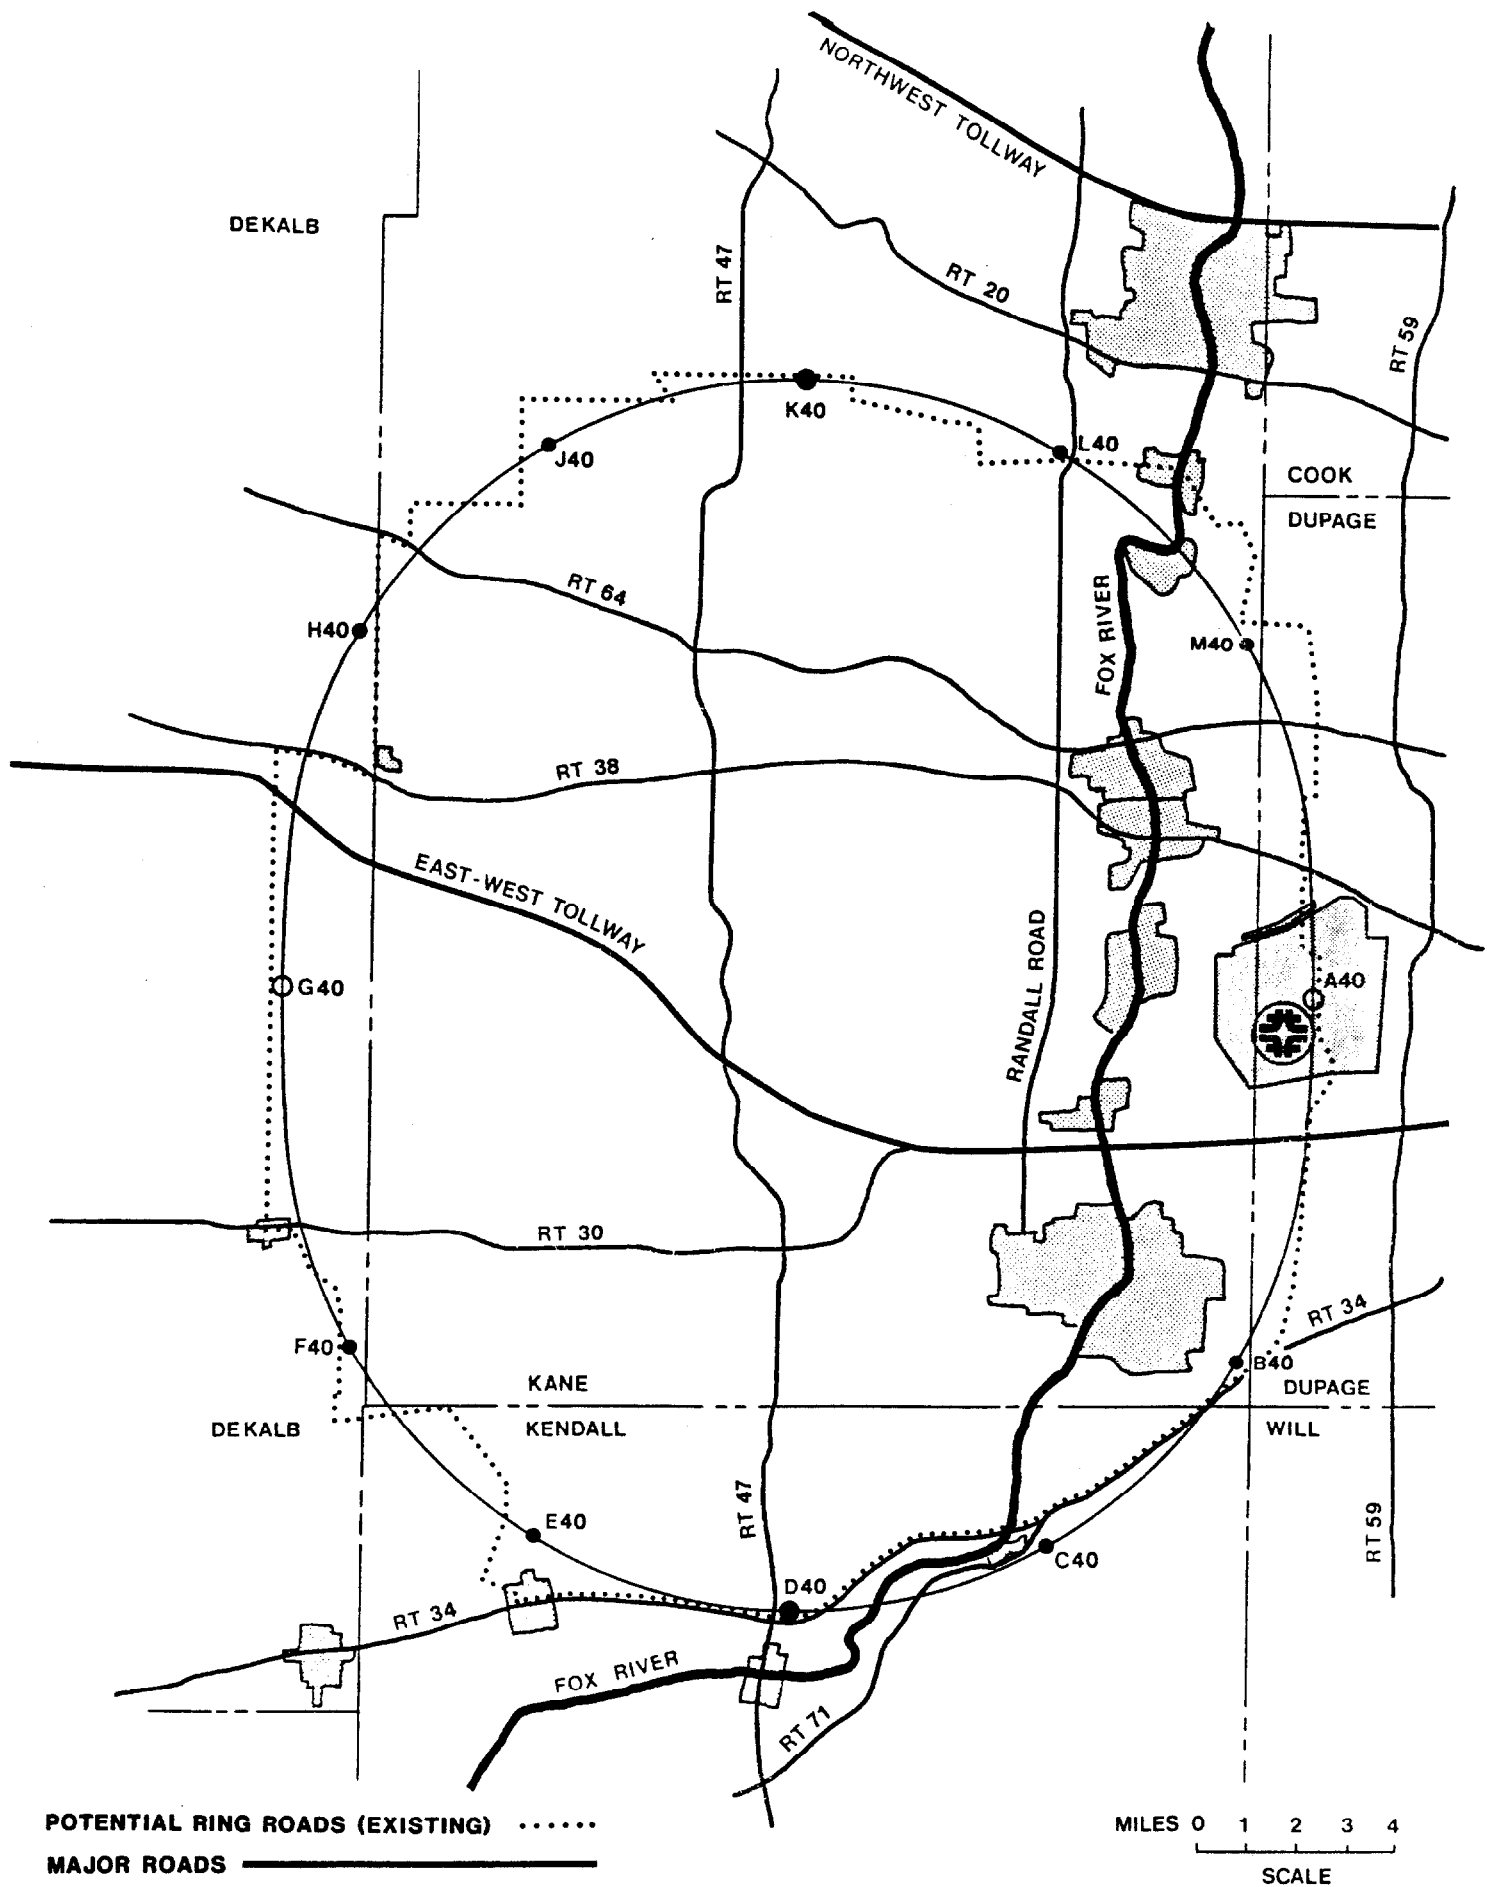 NORTHWEST TOLLWAY
DEKALB
RT 47
RT 20
RT 59
K40
J40
L40
COOK
DUPAGE
RT 64
FOX RIVER
H40
M40
RT 38
EAST-WEST TOLLWAY
RANDALL ROAD
G40
A40
RT 30
RT 34
F40
B40
KANE
DUPAGE
DEKALB
KENDALL
WILL
RT 47
E40
RT 59
C40
D40
RT 34
FOX RIVER
RT 71
POTENTIAL RING ROADS (EXISTING)
MAJOR ROADS
MILES 0 1 2 3 4
SCALE